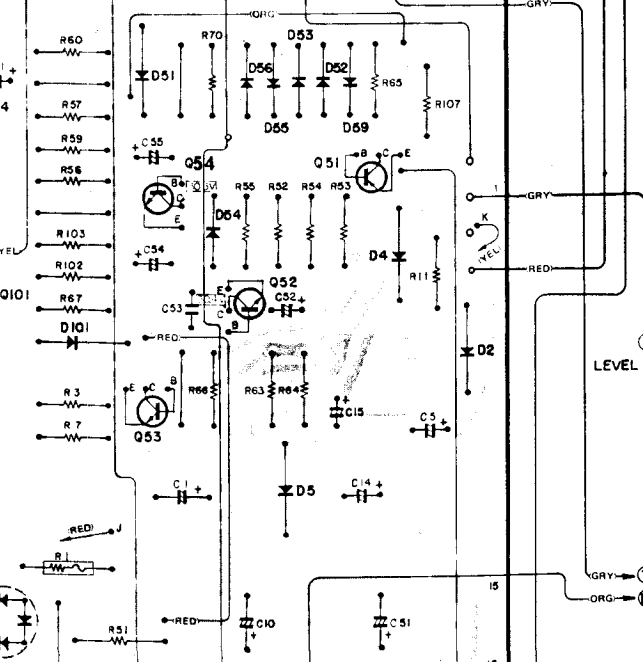 GRY
(ORG
R60
R70
D53
D51
D56
D52
R65
4
R57
R107
R59
D55
D59
C55
Q54
Q51
B C E
R56
B
C
E
R55 R52 R54 R53
GRY
D54
K
R103
(YEL)
YEL
C54
D4
R11
RED
R102
Q101
Q52
E
C
B
C53
C52
R67
D101
RED
D2
LEVEL
E C B
R66
R63
R64
R3
C15
R7
Q53
C5
C1
D5
C14
(RED)
J
R1
15
GRY
ORG
RED
C10
C51
R51